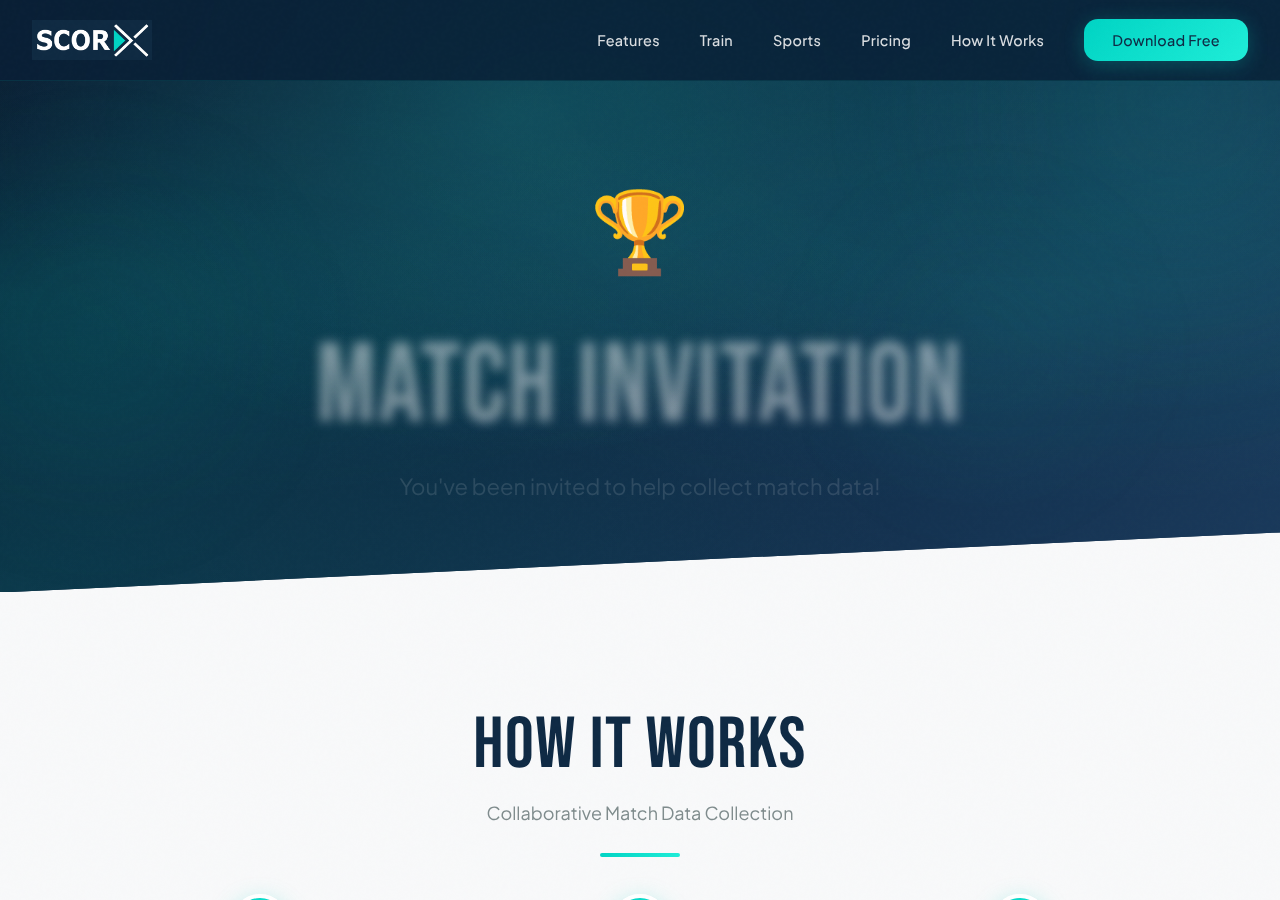 SCORX
Features
Train
Sports
Pricing
How It Works
Download Free
MATCH INVITATION
You've been invited to help collect match data!
HOW IT WORKS
Collaborative Match Data Collection